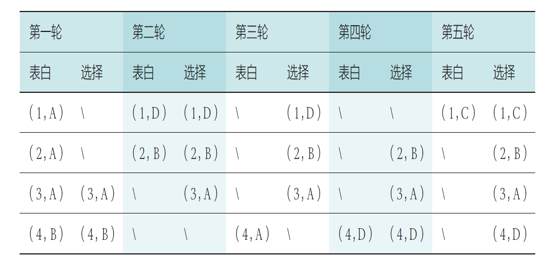 第一轮 第二轮 第三轮 第四轮 第五轮
表白 选择 表白 选择 表白 选择 表白 选择 表白 选择
(1,A) \ (1,D) (1,D) \ (1,D) \ \ (1,C) (1,C)
(2,A) \ (2,B) (2,B) \ (2,B) \ (2,B) \ (2,B)
(3,A) (3,A) \ (3,A) \ (3,A) \ (3,A) \ (3,A)
(4,B) (4,B) \ \ (4,A) \ (4,D) (4,D) \ (4,D)